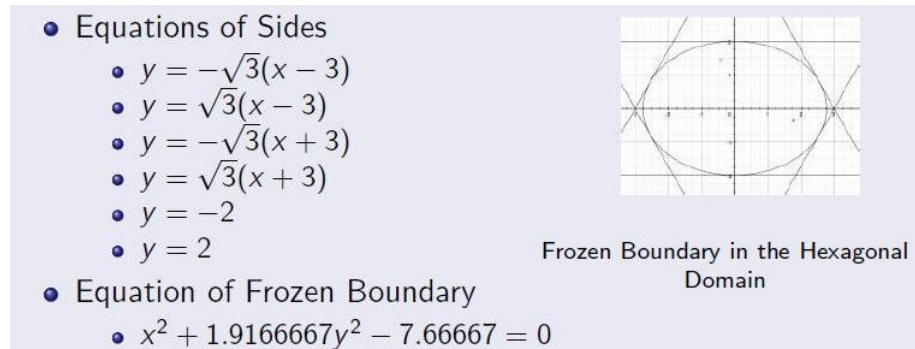 Equations of Sides
y = −√3(x − 3)
y = √3(x − 3)
y = −√3(x + 3)
y = √3(x + 3)
y = −2
y = 2
Frozen Boundary in the Hexagonal
Domain
Equation of Frozen Boundary
x² + 1.9166667y² − 7.66667 = 0